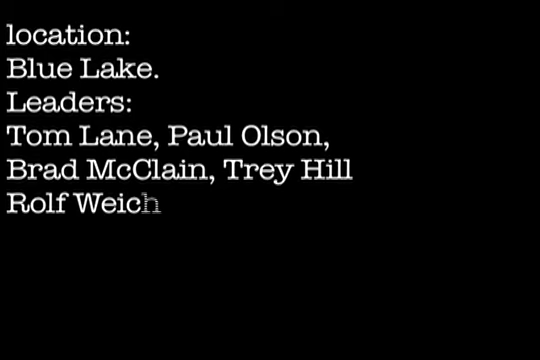 location:
Blue Lake.
Leaders:
Tom Lane, Paul Olson,
Brad McClain, Trey Hill
Rolf Weich